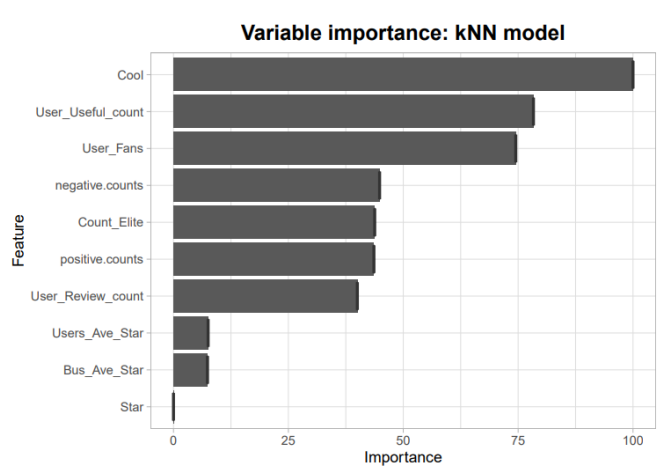 Variable importance: kNN model
Cool
User_Useful_count
User_Fans
negative.counts
Count_Elite
positive.counts
User_Review_count
Users_Ave_Star
Bus_Ave_Star
Star
Feature
0 25 50 75 100
Importance